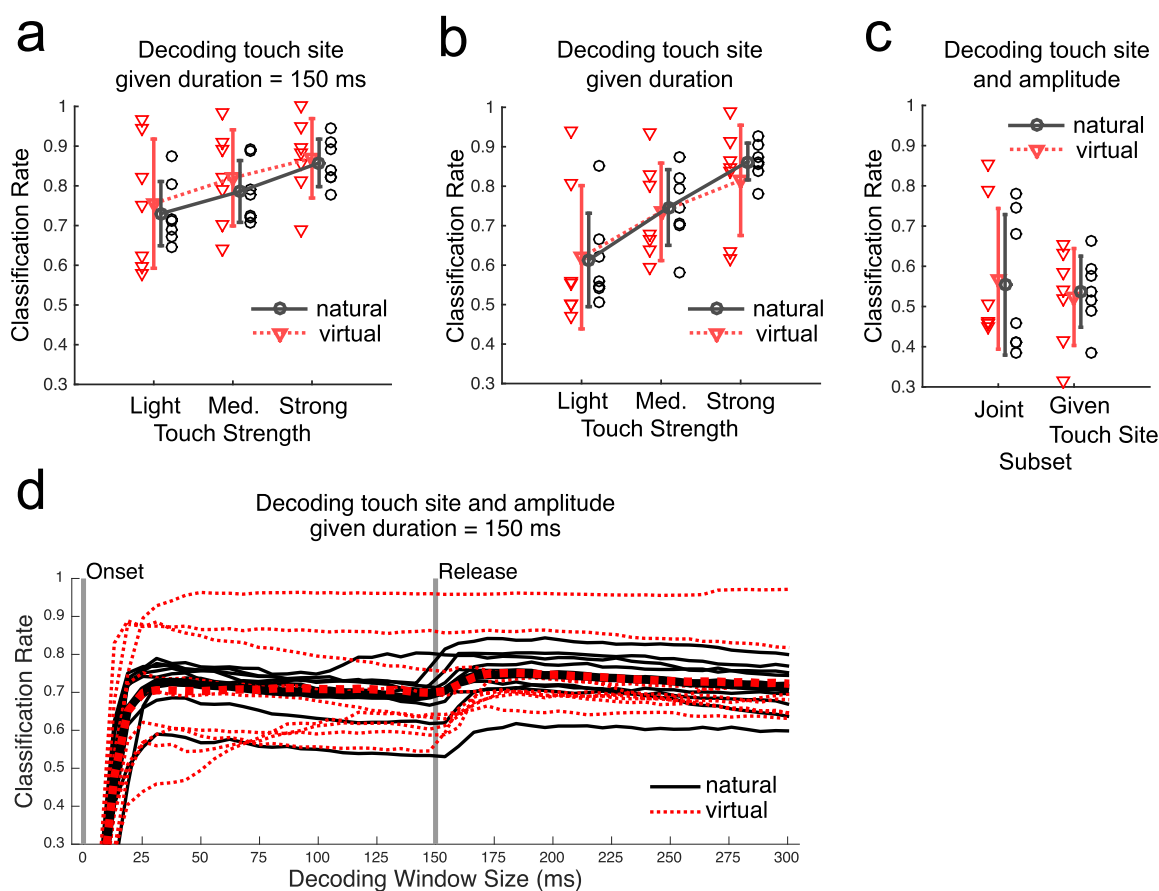 a
Decoding touch site
given duration = 150 ms
Classification Rate
1
0.9
0.8
0.7
0.6
0.5
0.4
0.3
natural
virtual
Light Med. Strong
Touch Strength
b
Decoding touch site
given duration
Classification Rate
1
0.9
0.8
0.7
0.6
0.5
0.4
0.3
natural
virtual
Light Med. Strong
Touch Strength
c
Decoding touch site
and amplitude
Classification Rate
1
0.9
0.8
0.7
0.6
0.5
0.4
0.3
natural
virtual
Joint Given
Touch Site
Subset
d
Decoding touch site and amplitude
given duration = 150 ms
Classification Rate
1
0.9
0.8
0.7
0.6
0.5
0.4
0.3
Onset
Release
natural
virtual
0 25 50 75 100 125 150 175 200 225 250 275 300
Decoding Window Size (ms)